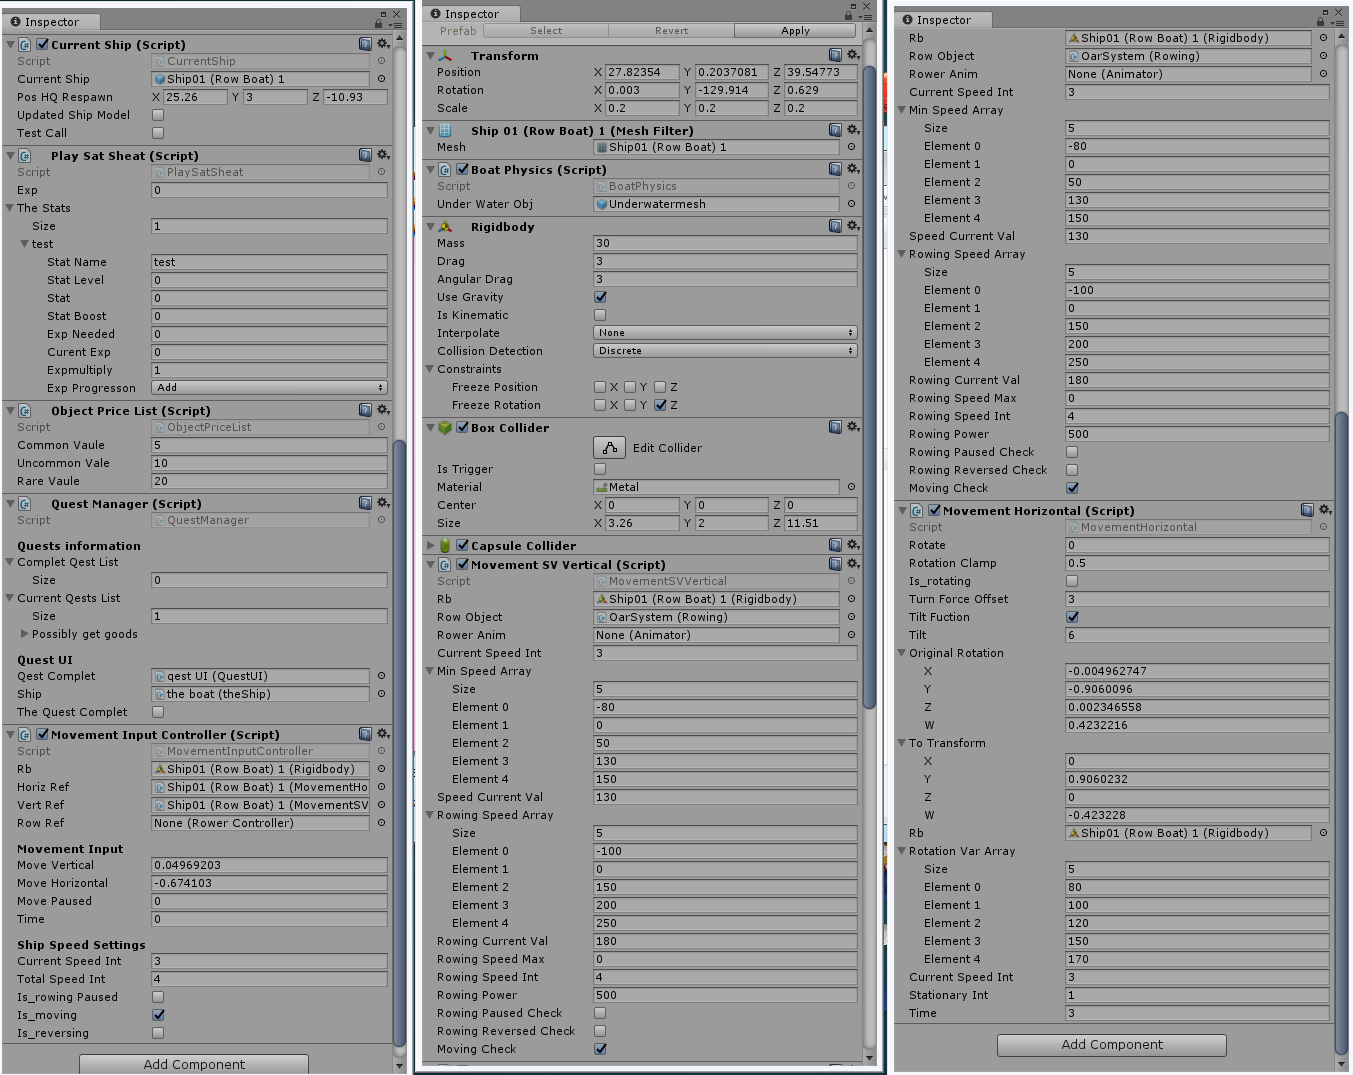 Inspector
Current Ship (Script)
Script CurrentShip
Current Ship Ship01 (Row Boat) 1
Pos HQ Respawn X 25.26 Y 3 Z -10.93
Updated Ship Model
Test Call
Play Sat Sheat (Script)
Script PlaySatSheat
Exp 0
The Stats
Size 1
test
Stat Name test
Stat Level 0
Stat 0
Stat Boost 0
Exp Needed 0
Curent Exp 0
Expmultiply 1
Exp Progresson Add
Object Price List (Script)
Script ObjectPriceList
Common Vaule 5
Uncommon Vale 10
Rare Vaule 20
Quest Manager (Script)
Script QuestManager
Quests information
Complet Qest List
Size 0
Current Qests List
Size 1
Possibly get goods
Quest UI
Qest Complet qest UI (QuestUI)
Ship the boat (theShip)
The Quest Complet
Movement Input Controller (Script)
Script MovementInputController
Rb Ship01 (Row Boat) 1 (Rigidbody)
Horiz Ref Ship01 (Row Boat) 1 (MovementHo
Vert Ref Ship01 (Row Boat) 1 (MovementSV
Row Ref None (Rower Controller)
Movement Input
Move Vertical 0.04969203
Move Horizontal -0.674103
Move Paused 0
Time 0
Ship Speed Settings
Current Speed Int 3
Total Speed Int 4
Is_rowing Paused
Is_moving
Is_reversing
Add Component
Inspector
Prefab Select Revert Apply
Transform
Position X 27.82354 Y 0.2037081 Z 39.54773
Rotation X 0.003 Y -129.914 Z 0.629
Scale X 0.2 Y 0.2 Z 0.2
Ship 01 (Row Boat) 1 (Mesh Filter)
Mesh Ship01 (Row Boat) 1
Boat Physics (Script)
Script BoatPhysics
Under Water Obj Underwatermesh
Rigidbody
Mass 30
Drag 3
Angular Drag 3
Use Gravity
Is Kinematic
Interpolate None
Collision Detection Discrete
Constraints
Freeze Position X Y Z
Freeze Rotation X Y Z
Box Collider
Edit Collider
Is Trigger
Material Metal
Center X 0 Y 0 Z 0
Size X 3.26 Y 2 Z 11.51
Capsule Collider
Movement SV Vertical (Script)
Script MovementSVVertical
Rb Ship01 (Row Boat) 1 (Rigidbody)
Row Object OarSystem (Rowing)
Rower Anim None (Animator)
Current Speed Int 3
Min Speed Array
Size 5
Element 0 -80
Element 1 0
Element 2 50
Element 3 130
Element 4 150
Speed Current Val 130
Rowing Speed Array
Size 5
Element 0 -100
Element 1 0
Element 2 150
Element 3 200
Element 4 250
Rowing Current Val 180
Rowing Speed Max 0
Rowing Speed Int 4
Rowing Power 500
Rowing Paused Check
Rowing Reversed Check
Moving Check
Inspector
Rb Ship01 (Row Boat) 1 (Rigidbody)
Row Object OarSystem (Rowing)
Rower Anim None (Animator)
Current Speed Int 3
Min Speed Array
Size 5
Element 0 -80
Element 1 0
Element 2 50
Element 3 130
Element 4 150
Speed Current Val 130
Rowing Speed Array
Size 5
Element 0 -100
Element 1 0
Element 2 150
Element 3 200
Element 4 250
Rowing Current Val 180
Rowing Speed Max 0
Rowing Speed Int 4
Rowing Power 500
Rowing Paused Check
Rowing Reversed Check
Moving Check
Movement Horizontal (Script)
Script MovementHorizontal
Rotate 0
Rotation Clamp 0.5
Is_rotating
Turn Force Offset 3
Tilt Fuction
Tilt 6
Original Rotation
X -0.004962747
Y -0.9060096
Z 0.002346558
W 0.4232216
To Transform
X 0
Y 0.9060232
Z 0
W -0.423228
Rb Ship01 (Row Boat) 1 (Rigidbody)
Rotation Var Array
Size 5
Element 0 80
Element 1 100
Element 2 120
Element 3 150
Element 4 170
Current Speed Int 3
Stationary Int 1
Time 3
Add Component